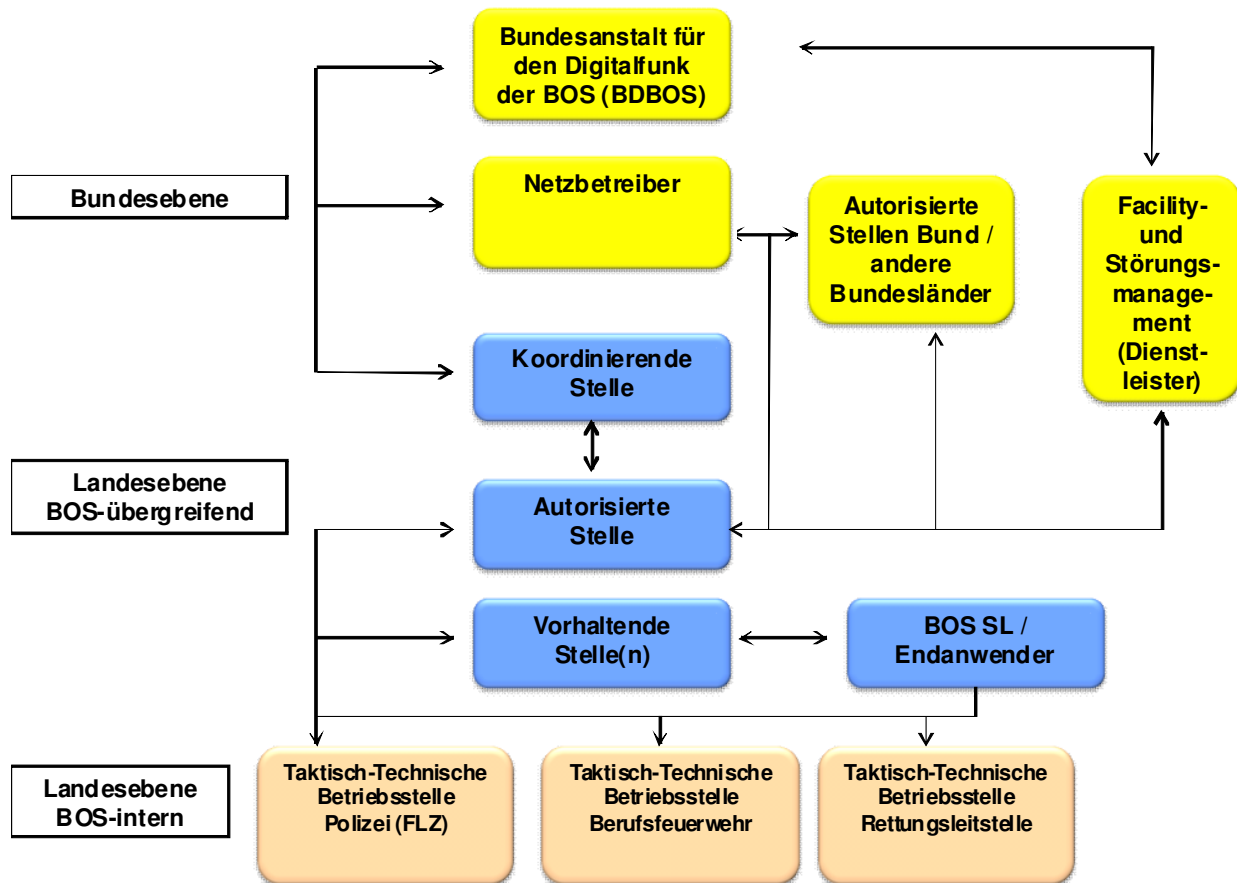 Bundesanstalt für
den Digitalfunk
der BOS (BDBOS)
Bundesebene
Netzbetreiber
Autorisierte
Stellen Bund /
andere
Bundesländer
Facility-
und
Störungs-
manage-
ment
(Dienst-
leister)
Koordinierende
Stelle
Landesebene
BOS-übergreifend
Autorisierte
Stelle
Vorhaltende
Stelle(n)
BOS SL /
Endanwender
Landesebene
BOS-intern
Taktisch-Technische
Betriebsstelle
Polizei (FLZ)
Taktisch-Technische
Betriebsstelle
Berufsfeuerwehr
Taktisch-Technische
Betriebsstelle
Rettungsleitstelle